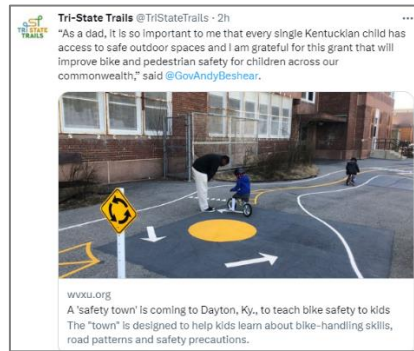 Tri-State Trails @TriStateTrails · 2h
TRI STATE
TRAILS
“As a dad, it is so important to me that every single Kentuckian child has
access to safe outdoor spaces and I am grateful for this grant that will
improve bike and pedestrian safety for children across our
commonwealth,” said @GovAndyBeshear.
wvxu.org
A 'safety town' is coming to Dayton, Ky., to teach bike safety to kids
The "town" is designed to help kids learn about bike-handling skills,
road patterns and safety precautions.